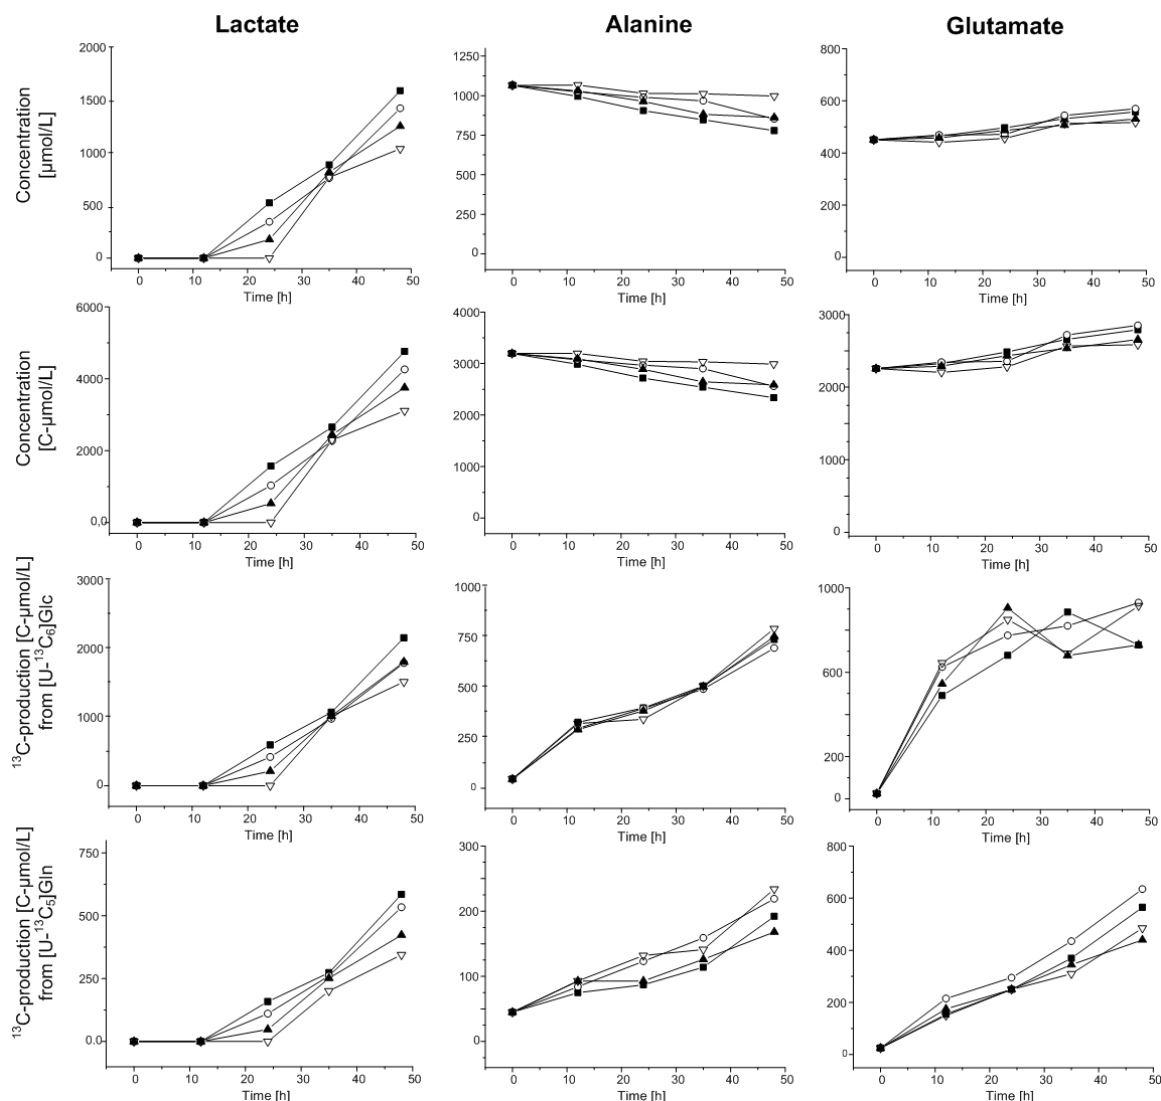 Lactate
Alanine
Glutamate
Concentration
[µmol/L]
2000
1500
1000
500
0
0 10 20 30 40 50
Time [h]
1250
1000
750
500
250
0
0 10 20 30 40 50
Time [h]
800
600
400
200
0
0 10 20 30 40 50
Time [h]
Concentration
[C-µmol/L]
6000
4000
2000
0,0
0 10 20 30 40 50
Time [h]
4000
3000
2000
1000
0
0 10 20 30 40 50
Time [h]
3000
2000
1000
0
0 10 20 30 40 50
Time [h]
¹³C-production [C-µmol/L]
from [U-¹³C₆]Glc
3000
2000
1000
0
0 10 20 30 40 50
Time [h]
1000
750
500
250
0
0 10 20 30 40 50
Time [h]
1000
600
200
0
0 10 20 30 40 50
Time [h]
¹³C-production [C-µmol/L]
from [U-¹³C₅]Gln
750
500
250
0.0
0 10 20 30 40 50
Time [h]
300
200
100
0
0 10 20 30 40 50
Time [h]
800
600
400
200
0
0 10 20 30 40 50
Time [h]